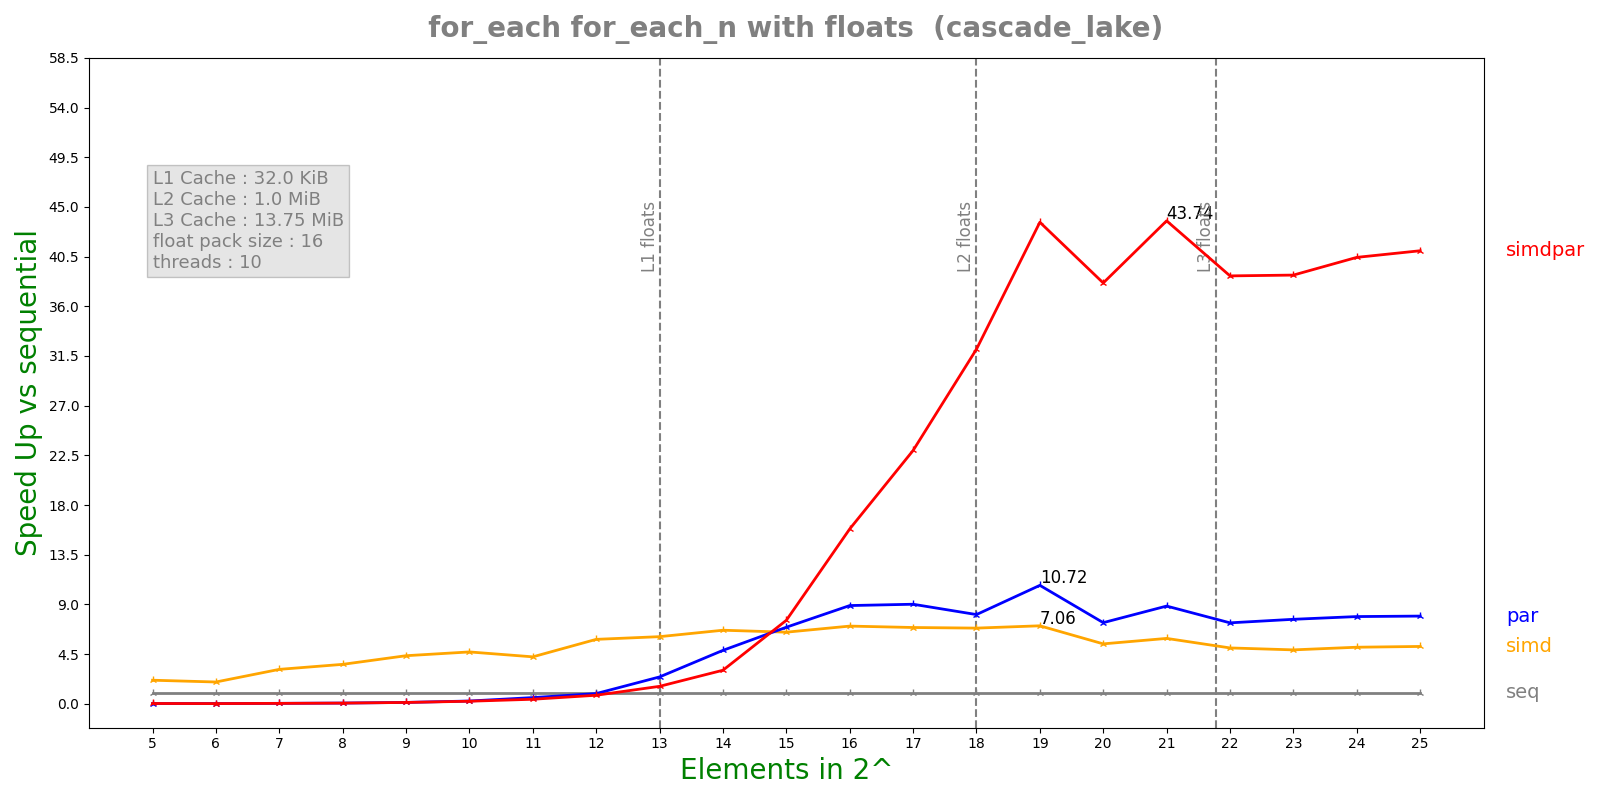 for_each for_each_n with floats  (cascade_lake)
Speed Up vs sequential
58.5
54.0
49.5
45.0
40.5
36.0
31.5
27.0
22.5
18.0
13.5
9.0
4.5
0.0
L1 Cache : 32.0 KiB
L2 Cache : 1.0 MiB
L3 Cache : 13.75 MiB
float pack size : 16
threads : 10
L1 floats
L2 floats
L3 floats
43.74
10.72
7.06
simdpar
par
simd
seq
5 6 7 8 9 10 11 12 13 14 15 16 17 18 19 20 21 22 23 24 25
Elements in 2^